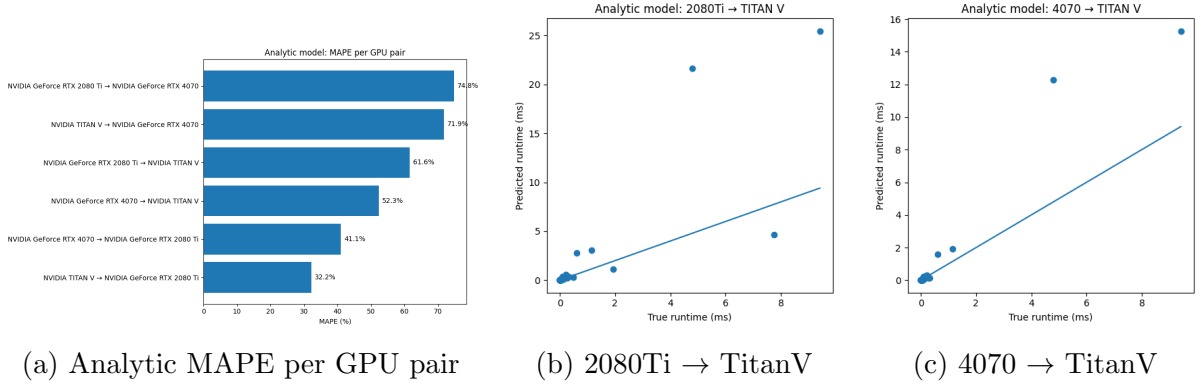 Analytic model: MAPE per GPU pair
NVIDIA GeForce RTX 2080 Ti → NVIDIA GeForce RTX 4070
74.8%
NVIDIA TITAN V → NVIDIA GeForce RTX 4070
71.9%
NVIDIA GeForce RTX 2080 Ti → NVIDIA TITAN V
61.6%
NVIDIA GeForce RTX 4070 → NVIDIA TITAN V
52.3%
NVIDIA GeForce RTX 4070 → NVIDIA GeForce RTX 2080 Ti
41.1%
NVIDIA TITAN V → NVIDIA GeForce RTX 2080 Ti
32.2%
0 10 20 30 40 50 60 70
MAPE (%)
(a) Analytic MAPE per GPU pair
Analytic model: 2080Ti → TITAN V
Predicted runtime (ms)
25
20
15
10
5
0
0 2 4 6 8
True runtime (ms)
(b) 2080Ti → TitanV
Analytic model: 4070 → TITAN V
Predicted runtime (ms)
16
14
12
10
8
6
4
2
0
0 2 4 6 8
True runtime (ms)
(c) 4070 → TitanV